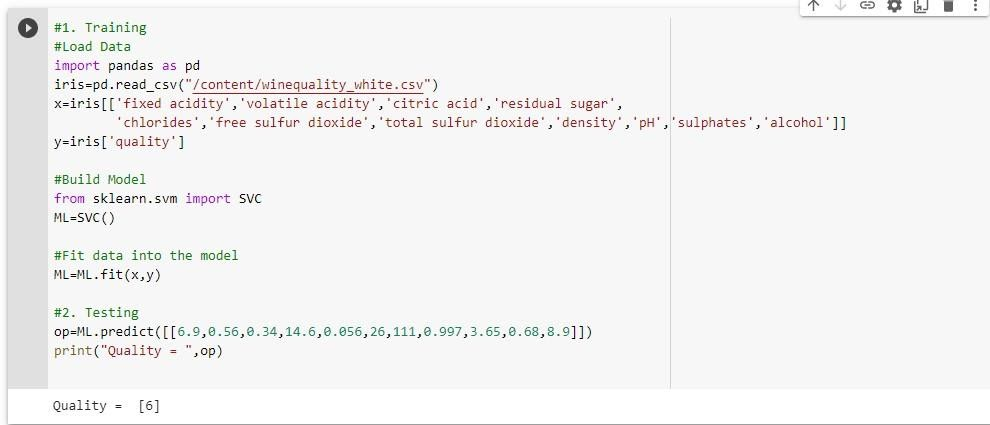 #1. Training
#Load Data
import pandas as pd
iris=pd.read_csv("/content/winequality_white.csv")
x=iris[['fixed acidity','volatile acidity','citric acid','residual sugar',
'chlorides','free sulfur dioxide','total sulfur dioxide','density','pH','sulphates','alcohol']]
y=iris['quality']
#Build Model
from sklearn.svm import SVC
ML=SVC()
#Fit data into the model
ML=ML.fit(x,y)
#2. Testing
op=ML.predict([[6.9,0.56,0.34,14.6,0.056,26,111,0.997,3.65,0.68,8.9]])
print("Quality = ",op)
Quality =  [6]